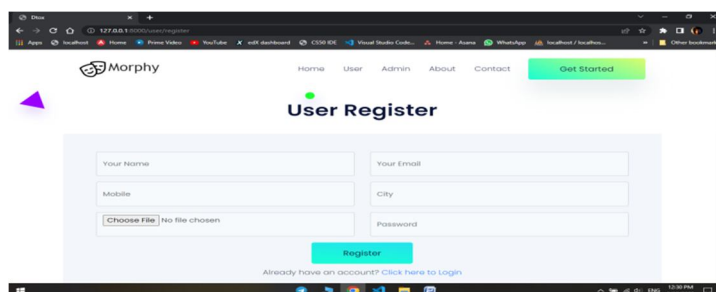 Dtox
127.0.0.1:8000/user/register
Apps localhost Home Prime Video YouTube edX dashboard CS50 IDE Visual Studio Code... Home - Asana WhatsApp localhost / localhos... » Other bookmark
Morphy Home User Admin About Contact Get Started
User Register
Your Name Your Email
Mobile City
Choose File No file chosen Password
Register
Already have an account? Click here to Login
ENG 12:30 PM